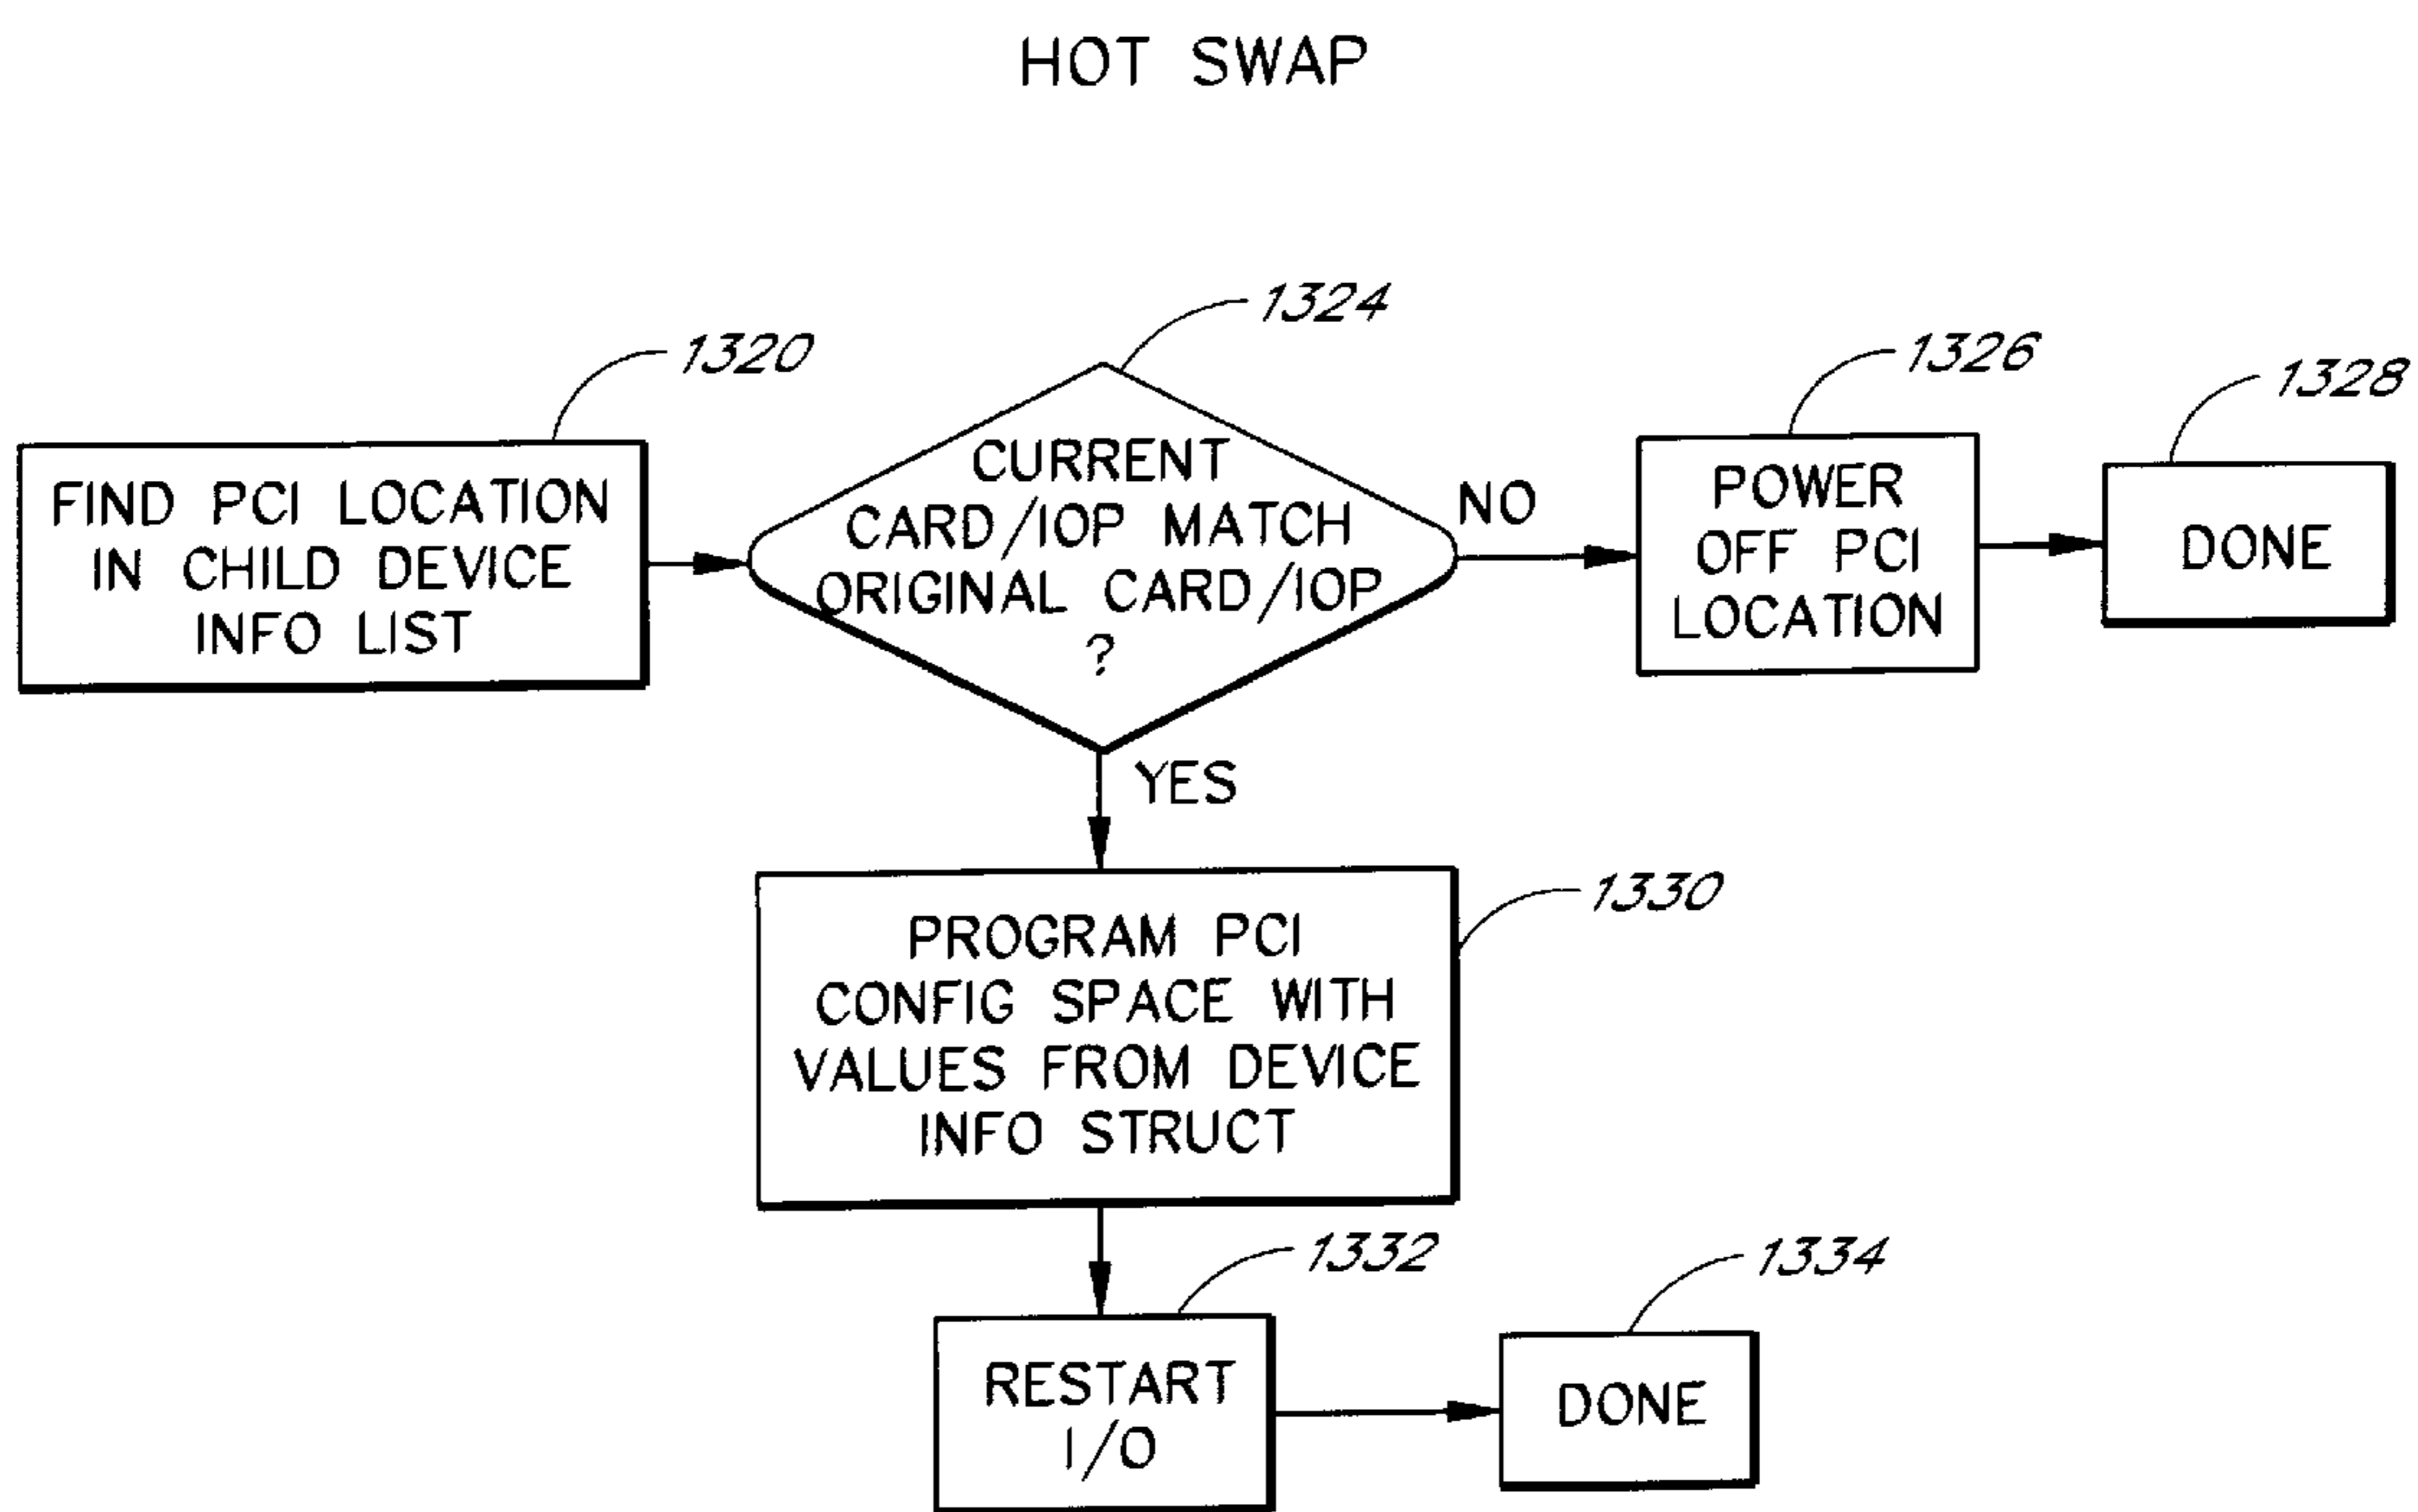 HOT SWAP
1320
FIND PCI LOCATION
IN CHILD DEVICE
INFO LIST
1324
CURRENT
CARD/IOP MATCH
ORIGINAL CARD/IOP
?
NO
1326
POWER
OFF PCI
LOCATION
1328
DONE
YES
1330
PROGRAM PCI
CONFIG SPACE WITH
VALUES FROM DEVICE
INFO STRUCT
1332
RESTART
I/O
1334
DONE